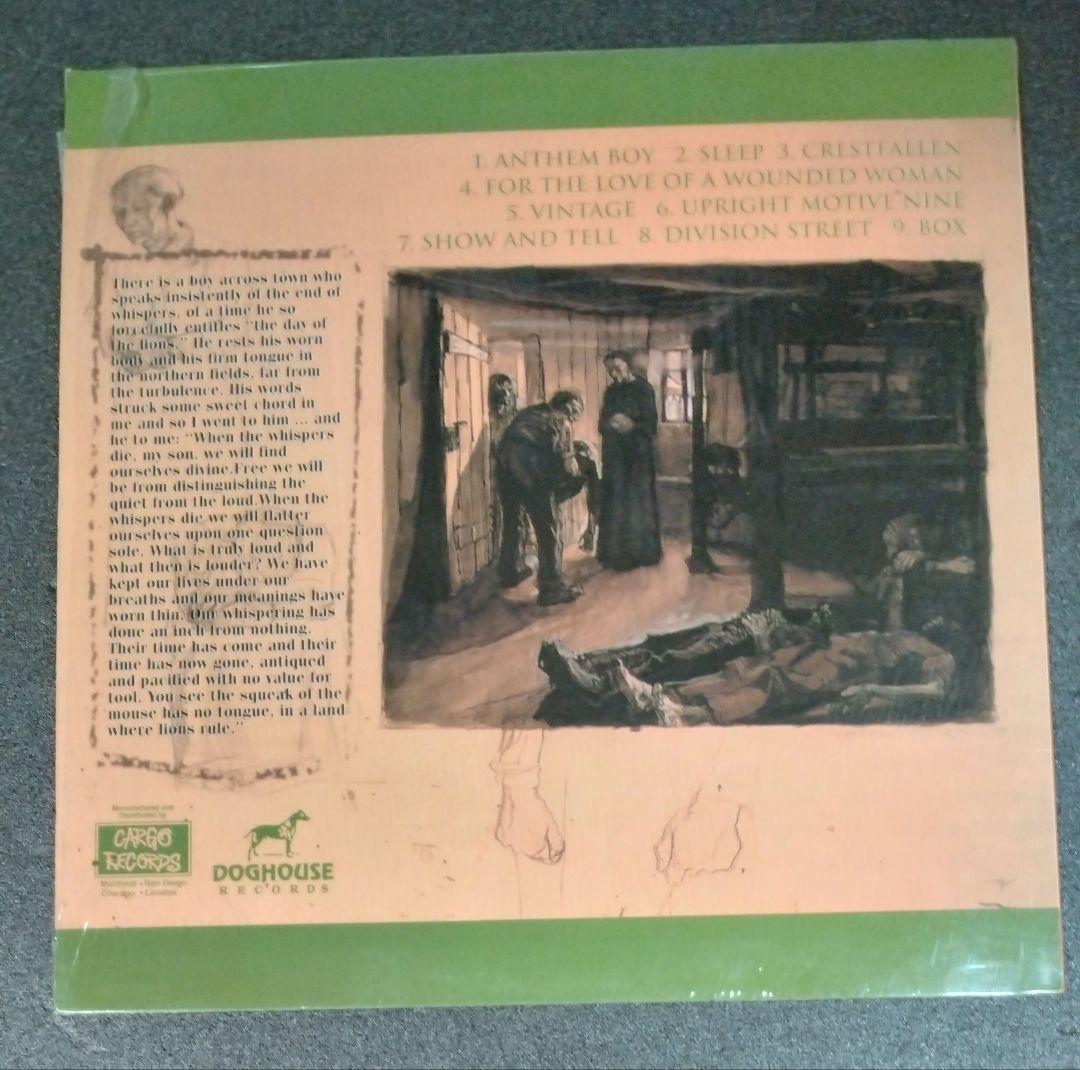 1. ANTHEM BOY 2. SLEEP 3. CRESTFALLEN
4. FOR THE LOVE OF A WOUNDED WOMAN
5. VINTAGE 6. UPRIGHT MOTIVE NINE
7. SHOW AND TELL 8. DIVISION STREET 9. BOX
There is a boy across town who
speaks insistently of the end of
whispers, of a time he so
forcefully entitles "the day of
the lions." He rests his worn
body and his firm tongue in
the northern fields, far from
the turbulence. His words
struck some sweet chord in
me and so I went to him ... and
he to me: "When the whispers
die, my son, we will find
ourselves divine.Free we will
be from distinguishing the
quiet from the loud.When the
whispers die we will flatter
ourselves upon one question
sole. What is truly loud and
what then is louder? We have
kept our lives under our
breaths and our meanings have
worn thin. Our whispering has
done an inch from nothing.
Their time has come and their
time has now gone, antiqued
and pacified with no value for
tool. You see the squeak of the
mouse has no tongue, in a land
where lions rule."
Manufactured and
Distributed by
CARGO
RECORDS
Montreal • San Diego
Chicago • London
DOGHOUSE
RECORDS